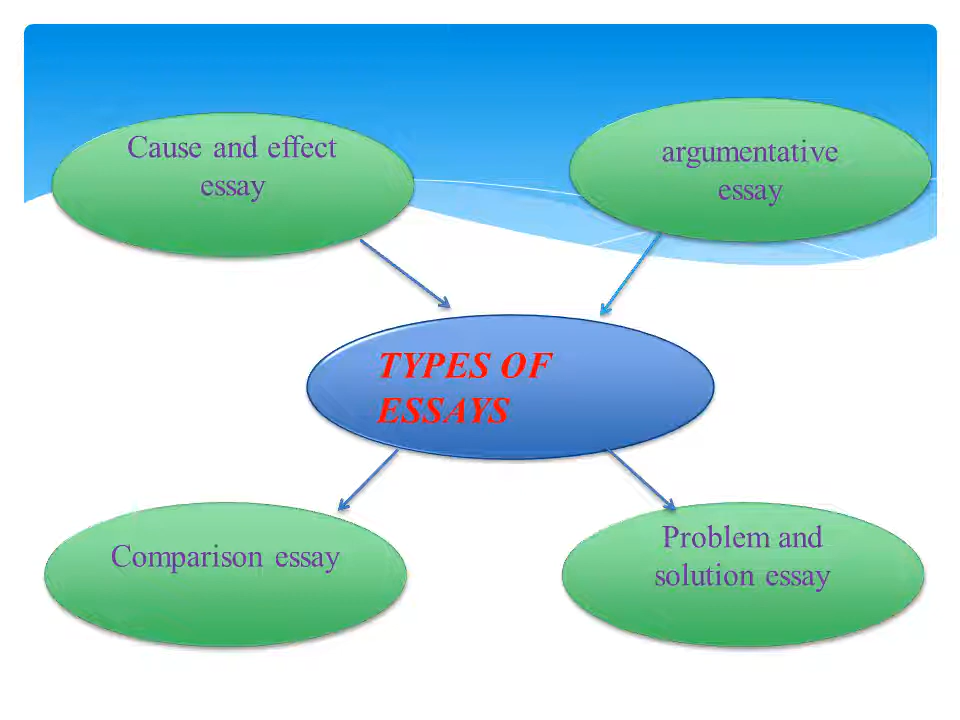 Cause and effect
essay
argumentative
essay
TYPES OF
ESSAYS
Comparison essay
Problem and
solution essay